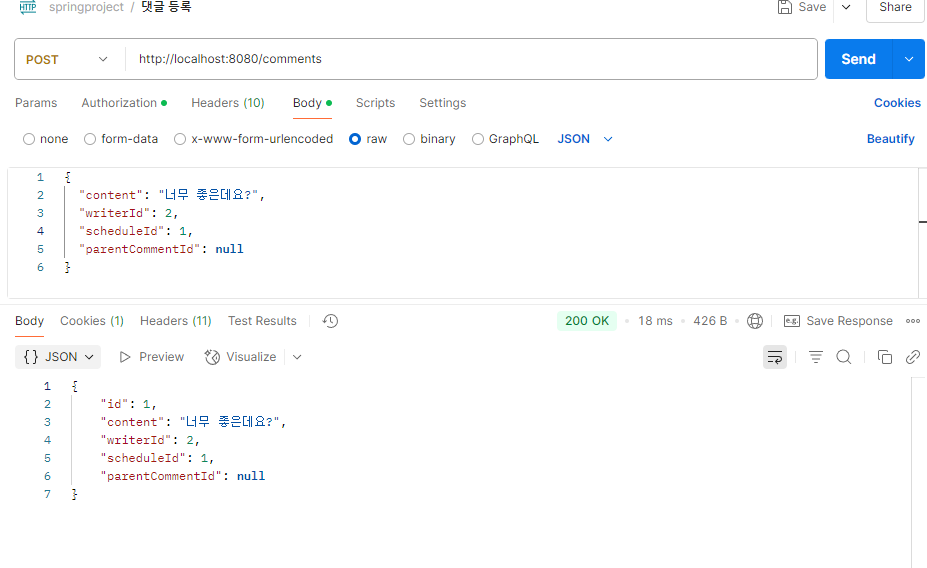 HTTP springproject / 댓글 등록 Save Share
POST http://localhost:8080/comments Send
Params Authorization Headers (10) Body Scripts Settings Cookies
none form-data x-www-form-urlencoded raw binary GraphQL JSON Beautify
1 {
2 "content": "너무 좋은데요?",
3 "writerId": 2,
4 "scheduleId": 1,
5 "parentCommentId": null
6 }
Body Cookies (1) Headers (11) Test Results 200 OK • 18 ms • 426 B • e.g. Save Response
{} JSON Preview Visualize
1 {
2 "id": 1,
3 "content": "너무 좋은데요?",
4 "writerId": 2,
5 "scheduleId": 1,
6 "parentCommentId": null
7 }